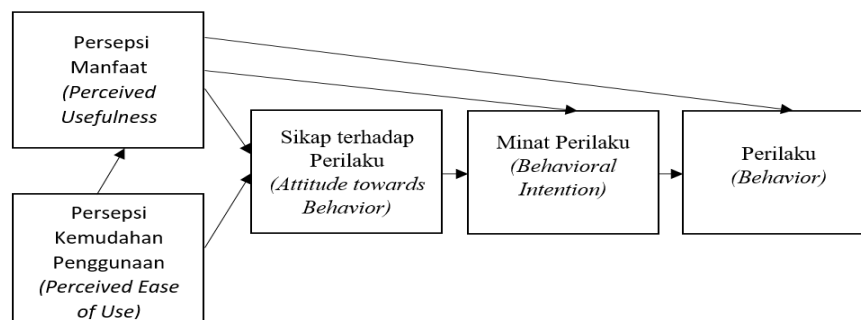 Persepsi
Manfaat
(Perceived
Usefulness
Persepsi
Kemudahan
Penggunaan
(Perceived Ease
of Use)
Sikap terhadap
Perilaku
(Attitude towards
Behavior)
Minat Perilaku
(Behavioral
Intention)
Perilaku
(Behavior)